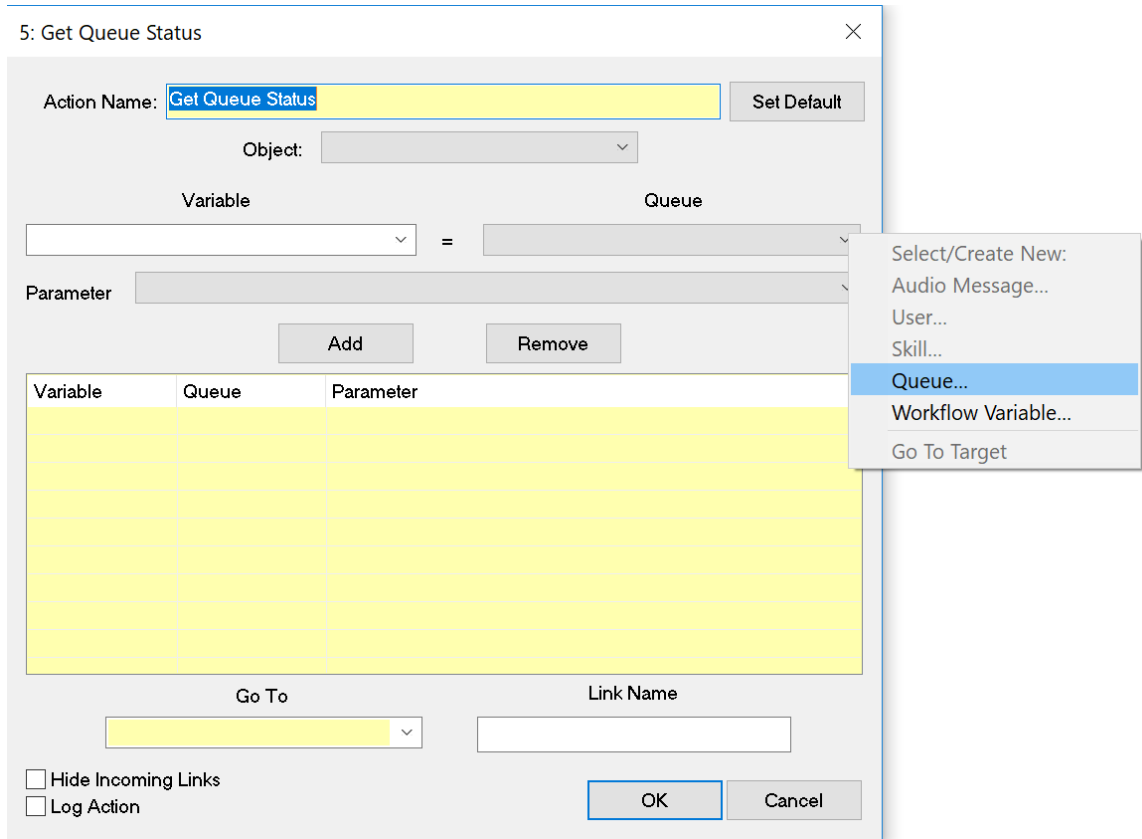 5: Get Queue Status
Action Name: Get Queue Status Set Default
Object:
Variable Queue
=
Parameter
Add Remove
Variable Queue Parameter
Go To Link Name
Hide Incoming Links
Log Action
OK Cancel
Select/Create New:
Audio Message...
User...
Skill...
Queue...
Workflow Variable...
Go To Target